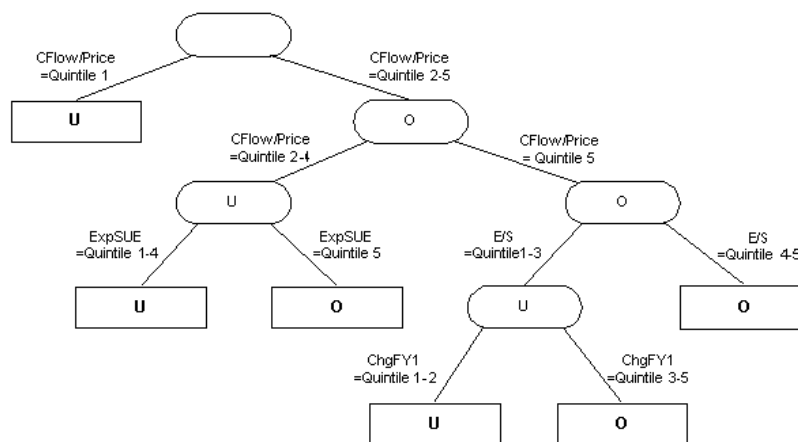 CFlow/Price
=Quintile 1
CFlow/Price
=Quintile 2-5
U
O
CFlow/Price
=Quintile 2-4
CFlow/Price
= Quintile 5
U
O
ExpSUE
=Quintile 1-4
ExpSUE
=Quintile 5
E/S
=Quintile1-3
E/S
=Quintile 4-5
U
O
U
O
ChgFY1
=Quintile 1-2
ChgFY1
=Quintile 3-5
U
O